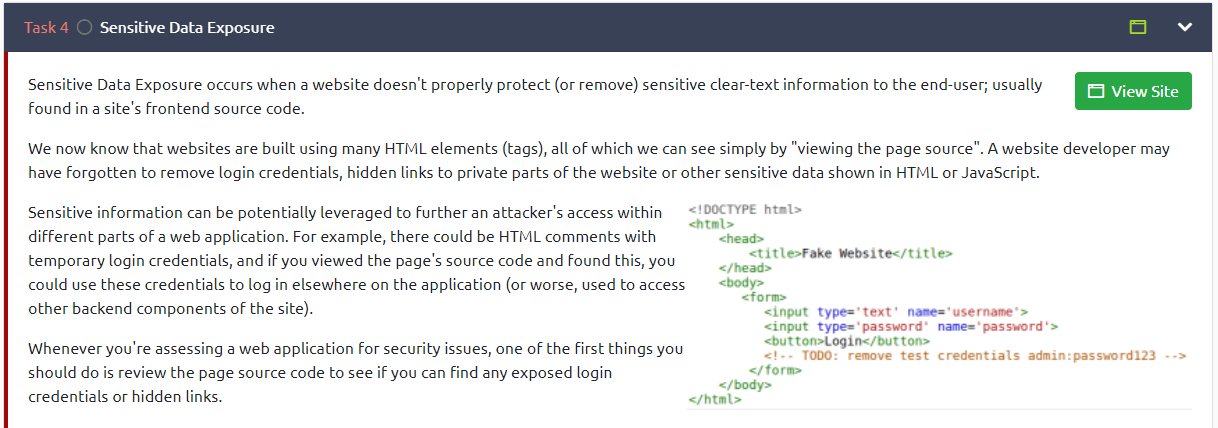 Task 4 Sensitive Data Exposure
Sensitive Data Exposure occurs when a website doesn't properly protect (or remove) sensitive clear-text information to the end-user; usually
found in a site's frontend source code.
View Site
We now know that websites are built using many HTML elements (tags), all of which we can see simply by "viewing the page source". A website developer may
have forgotten to remove login credentials, hidden links to private parts of the website or other sensitive data shown in HTML or JavaScript.
Sensitive information can be potentially leveraged to further an attacker's access within
different parts of a web application. For example, there could be HTML comments with
temporary login credentials, and if you viewed the page's source code and found this, you
could use these credentials to log in elsewhere on the application (or worse, used to access
other backend components of the site).
Whenever you're assessing a web application for security issues, one of the first things you
should do is review the page source code to see if you can find any exposed login
credentials or hidden links.
<!DOCTYPE html>
<html>
<head>
<title>Fake Website</title>
</head>
<body>
<form>
<input type='text' name='username'>
<input type='password' name='password'>
<button>Login</button>
<!-- TODO: remove test credentials admin:password123 -->
</form>
</body>
</html>